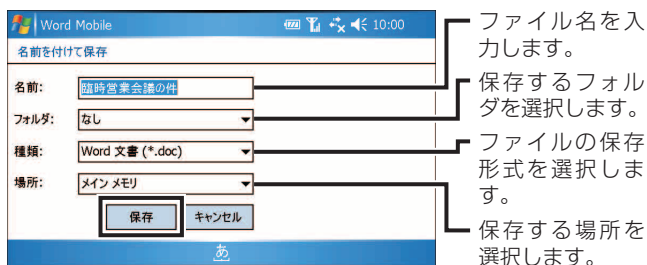 Word Mobile 10:00
名前を付けて保存
名前: 臨時営業会議の件
フォルダ: なし
種類: Word 文書 (*.doc)
場所: メイン メモリ
保存 キャンセル
あ
ファイル名を入
力します。
保存するフォル
ダを選択します。
ファイルの保存
形式を選択しま
す。
保存する場所を
選択します。